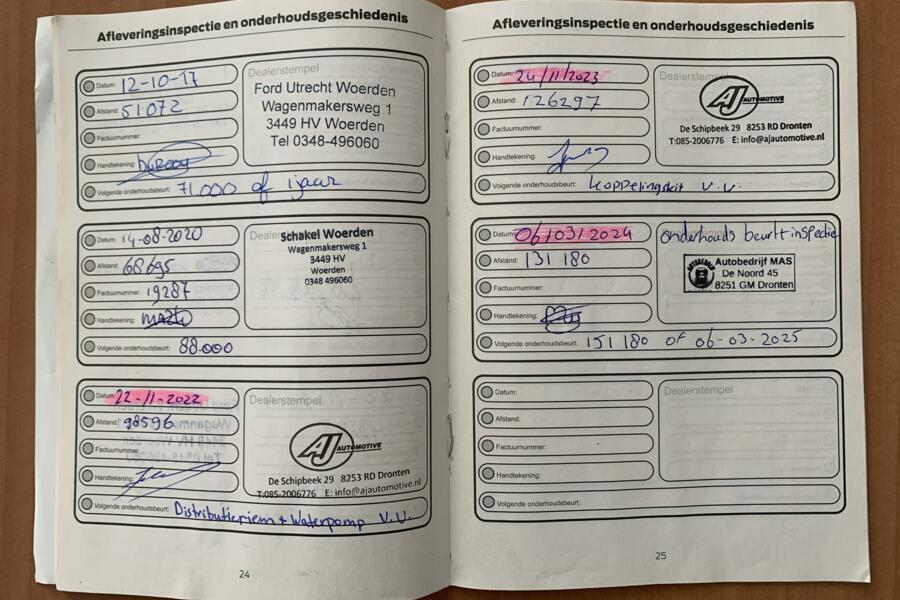 Afleveringsinspectie en onderhoudsgeschiedenis
Datum: 12-10-17
Afstand: 51072
Factuurnummer:
Handtekening:
Volgende onderhoudsbeurt: 71.000 of 1jaar
Dealerstempel
Ford Utrecht Woerden
Wagenmakersweg 1
3449 HV Woerden
Tel 0348-496060
Datum: 14-08-2020
Afstand: 68695
Factuurnummer: 19287
Handtekening:
Volgende onderhoudsbeurt: 88.000
Schakel Woerden
Wagenmakersweg 1
3449 HV
Woerden
0348 496060
Datum: 22-11-2022
Afstand: 98596
Factuurnummer:
Handtekening:
Volgende onderhoudsbeurt: Distributieriem + Waterpomp V.V.
Dealerstempel
AJ AUTOMOTIVE
De Schipbeek 29 8253 RD Dronten
T:085-2006776 E: info@ajautomotive.nl
24
Afleveringsinspectie en onderhoudsgeschiedenis
Datum: 24/11/2023
Afstand: 126297
Factuurnummer:
Handtekening:
Volgende onderhoudsbeurt: Koppelingskit v.v.
Dealerstempel
AJ AUTOMOTIVE
De Schipbeek 29 8253 RD Dronten
T:085-2006776 E: info@ajautomotive.nl
Datum: 06/03/2024
Afstand: 131 180
Factuurnummer:
Handtekening:
Volgende onderhoudsbeurt: 151 180 of 06-03-2025
onderhouds beurt inspectie
Autobedrijf MAS
De Noord 45
8251 GM Dronten
Datum:
Afstand:
Factuurnummer:
Handtekening:
Volgende onderhoudsbeurt:
Dealerstempel
25